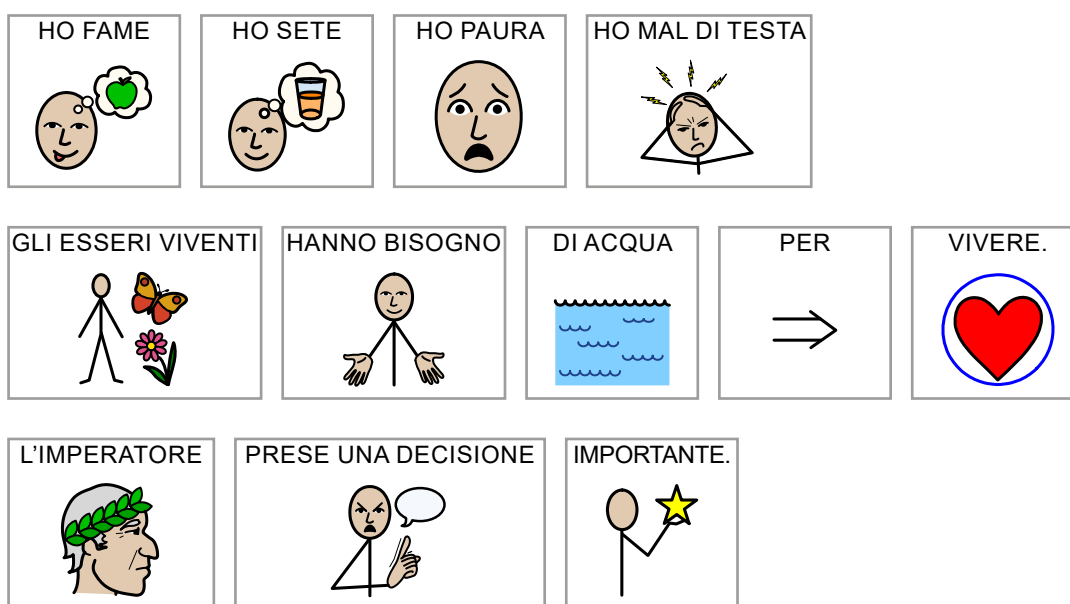 HO FAME HO SETE HO PAURA HO MAL DI TESTA
GLI ESSERI VIVENTI HANNO BISOGNO DI ACQUA PER VIVERE.
L'IMPERATORE PRESE UNA DECISIONE IMPORTANTE.